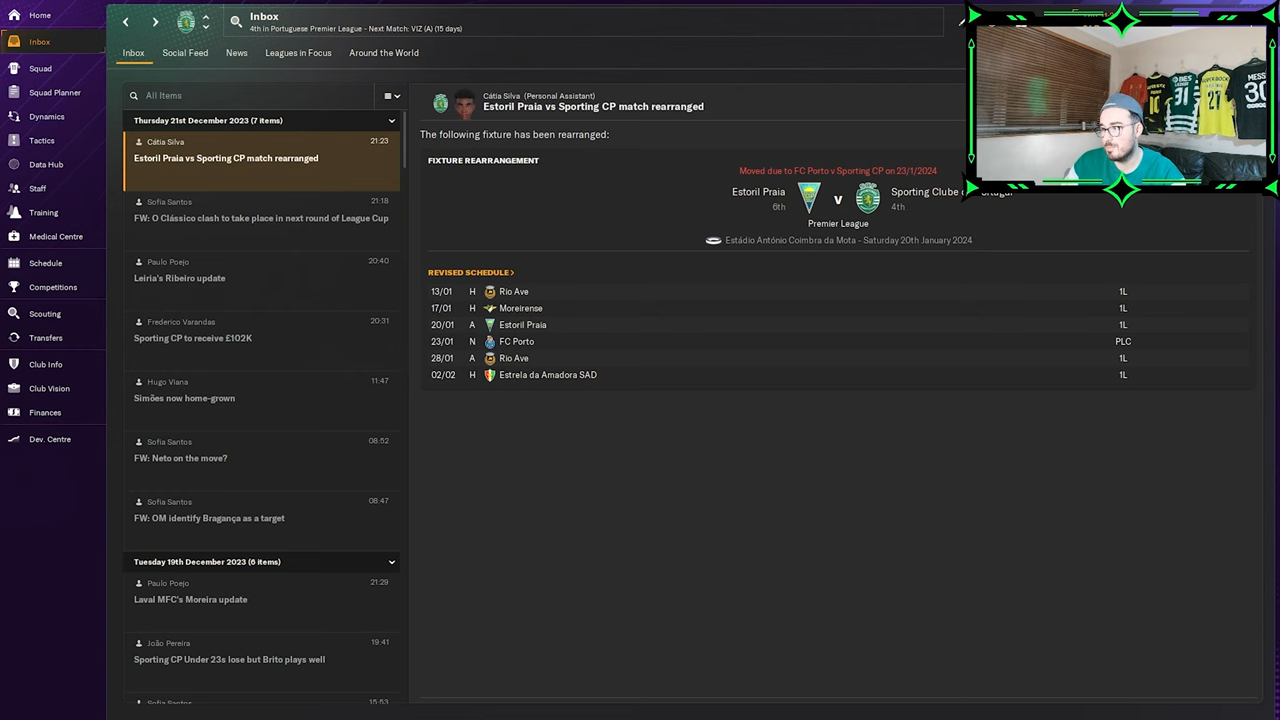 Home
Inbox
Squad
Squad Planner
Dynamics
Tactics
Data Hub
Staff
Training
Medical Centre
Schedule
Competitions
Scouting
Transfers
Club Info
Club Vision
Finances
Dev. Centre
Inbox
4th in Portuguese Premier League - Next Match: VIZ (A) (15 days)
Inbox Social Feed News Leagues in Focus Around the World
All Items
Thursday 21st December 2023 (7 items)
Cátia Silva 21:23
Estoril Praia vs Sporting CP match rearranged
Sofia Santos 21:18
FW: O Clássico clash to take place in next round of League Cup
Paulo Poejo 20:40
Leiria's Ribeiro update
Frederico Varandas 20:31
Sporting CP to receive £102K
Hugo Viana 11:47
Simões now home-grown
Sofia Santos 08:52
FW: Neto on the move?
Sofia Santos 08:47
FW: OM identify Bragança as a target
Tuesday 19th December 2023 (6 items)
Paulo Poejo 21:29
Laval MFC's Moreira update
João Pereira 19:41
Sporting CP Under 23s lose but Brito plays well
Sofia Santos 15:53
Cátia Silva (Personal Assistant)
Estoril Praia vs Sporting CP match rearranged
The following fixture has been rearranged:
FIXTURE REARRANGEMENT
Moved due to FC Porto v Sporting CP on 23/1/2024
Estoril Praia v Sporting Clube
6th 4th
Premier League
Estádio António Coimbra da Mota - Saturday 20th January 2024
REVISED SCHEDULE >
13/01 H Rio Ave 1L
17/01 H Moreirense 1L
20/01 A Estoril Praia 1L
23/01 N FC Porto PLC
28/01 A Rio Ave 1L
02/02 H Estrela da Amadora SAD 1L
10
31
SUPER BOCK
27
MESS
30